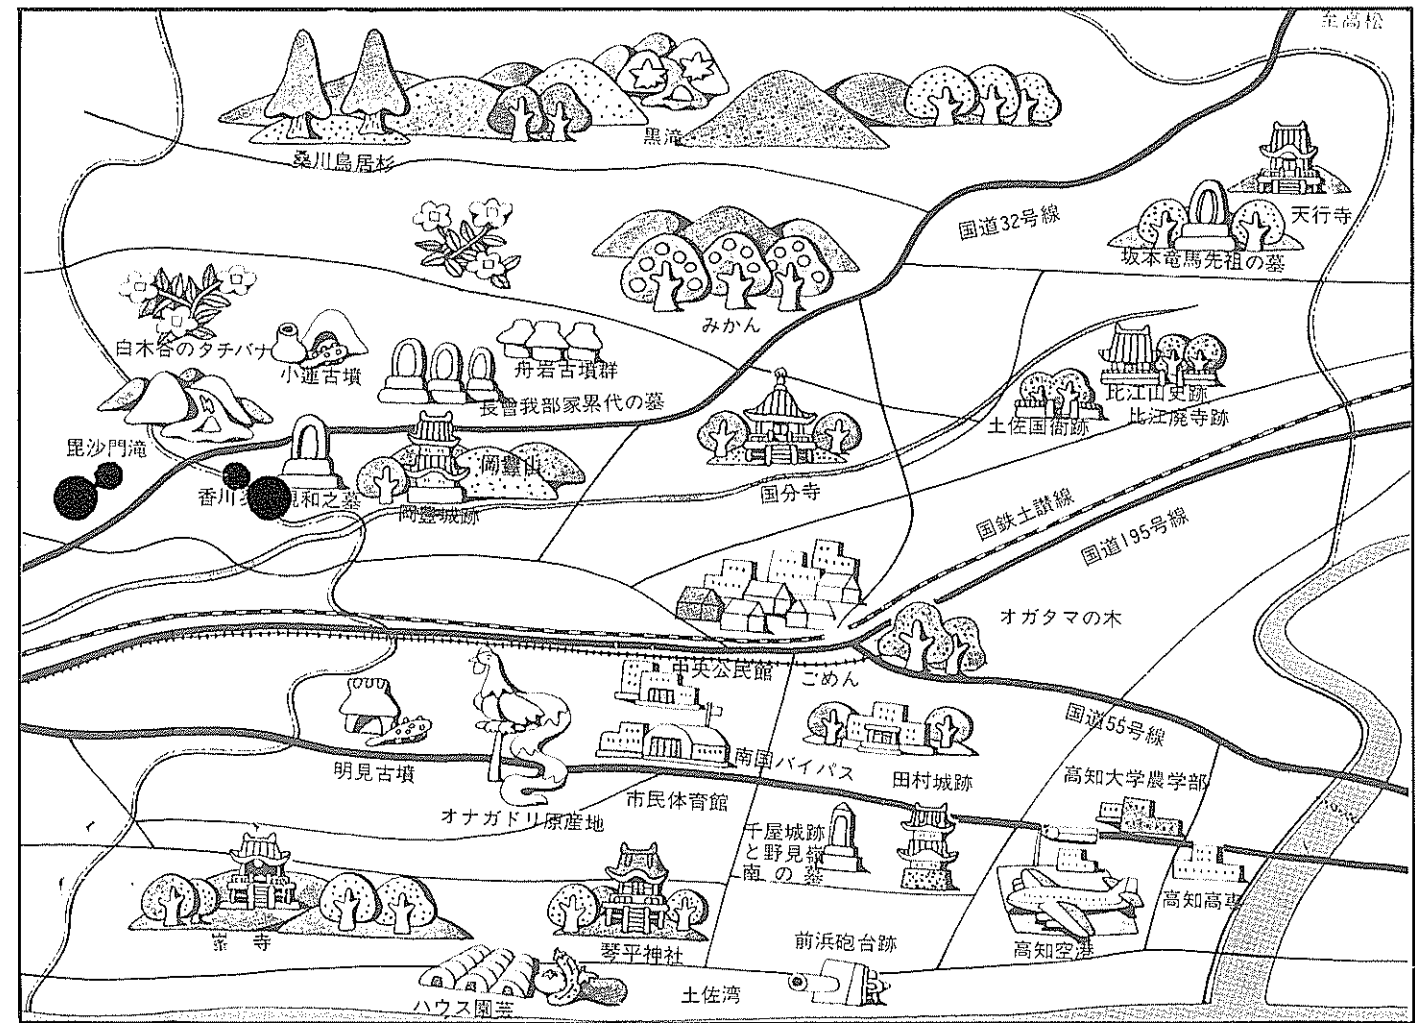 至高松
黒滝
桑川鳥居杉
天行寺
国道32号線
坂本竜馬先祖の墓
みかん
白木谷のタチバナ
小蓮古墳
舟岩古墳群
長曽我部家累代の墓
比江山史跡
比江廃寺跡
土佐国衙跡
毘沙門滝
岡豊山
国分寺
香川
親和之墓
岡豊城跡
国鉄土讃線
国道195号線
オガタマの木
中央公民館
ごめん
国道55号線
明見古墳
南国バイパス
田村城跡
高知大学農学部
市民体育館
オナガドリ原産地
千屋城跡
と野見嶺
南の墓
高知高専
峯寺
琴平神社
前浜砲台跡
高知空港
土佐湾
ハウス園芸